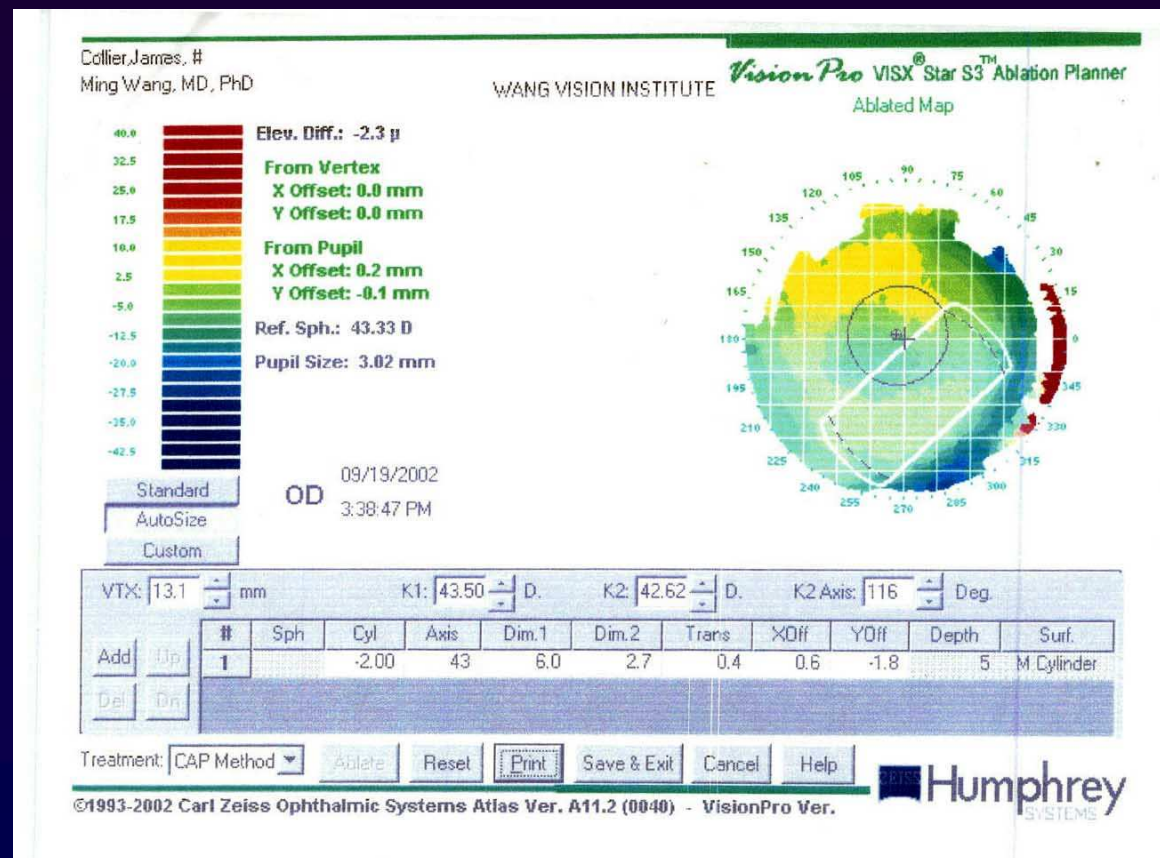 Collier,James, #
Ming Wang, MD, PhD
WANG VISION INSTITUTE
Vision Pro VISX® Star S3™ Ablation Planner
Ablated Map
40.0
32.5
25.0
17.5
10.0
2.5
-5.0
-12.5
-20.0
-27.5
-35.0
-42.5
Elev. Diff.: -2.3 µ
From Vertex
X Offset: 0.0 mm
Y Offset: 0.0 mm
From Pupil
X Offset: 0.2 mm
Y Offset: -0.1 mm
Ref. Sph.: 43.33 D
Pupil Size: 3.02 mm
105 90 75
120 60
135 45
150 30
165 15
180 0
195 345
210 330
225 315
240 300
255 270 285
Standard
AutoSize
Custom
OD
09/19/2002
3:38:47 PM
VTX: 13.1 mm K1: 43.50 D. K2: 42.62 D. K2 Axis: 116 Deg.
# Sph Cyl Axis Dim.1 Dim.2 Trans XOff YOff Depth Surf.
1 -2.00 43 6.0 2.7 0.4 0.6 -1.8 5 M Cylinder
Add Up
Del Dn
Treatment: CAP Method Ablate Reset Print Save & Exit Cancel Help
ZEISS Humphrey
SYSTEMS
©1993-2002 Carl Zeiss Ophthalmic Systems Atlas Ver. A11.2 (0040) - VisionPro Ver.